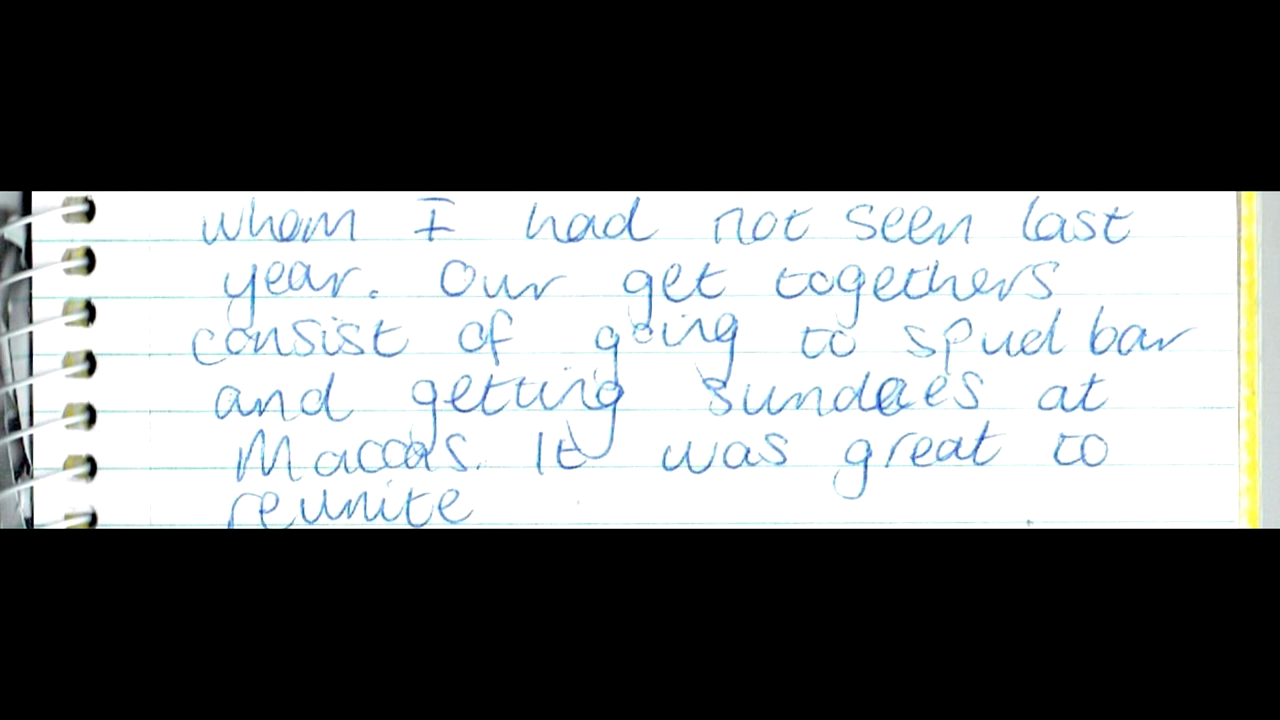 whom I had not seen last
year. Our get togethers
consist of going to spud bar
and getting sundaes at
Maccas. It was great to
reunite